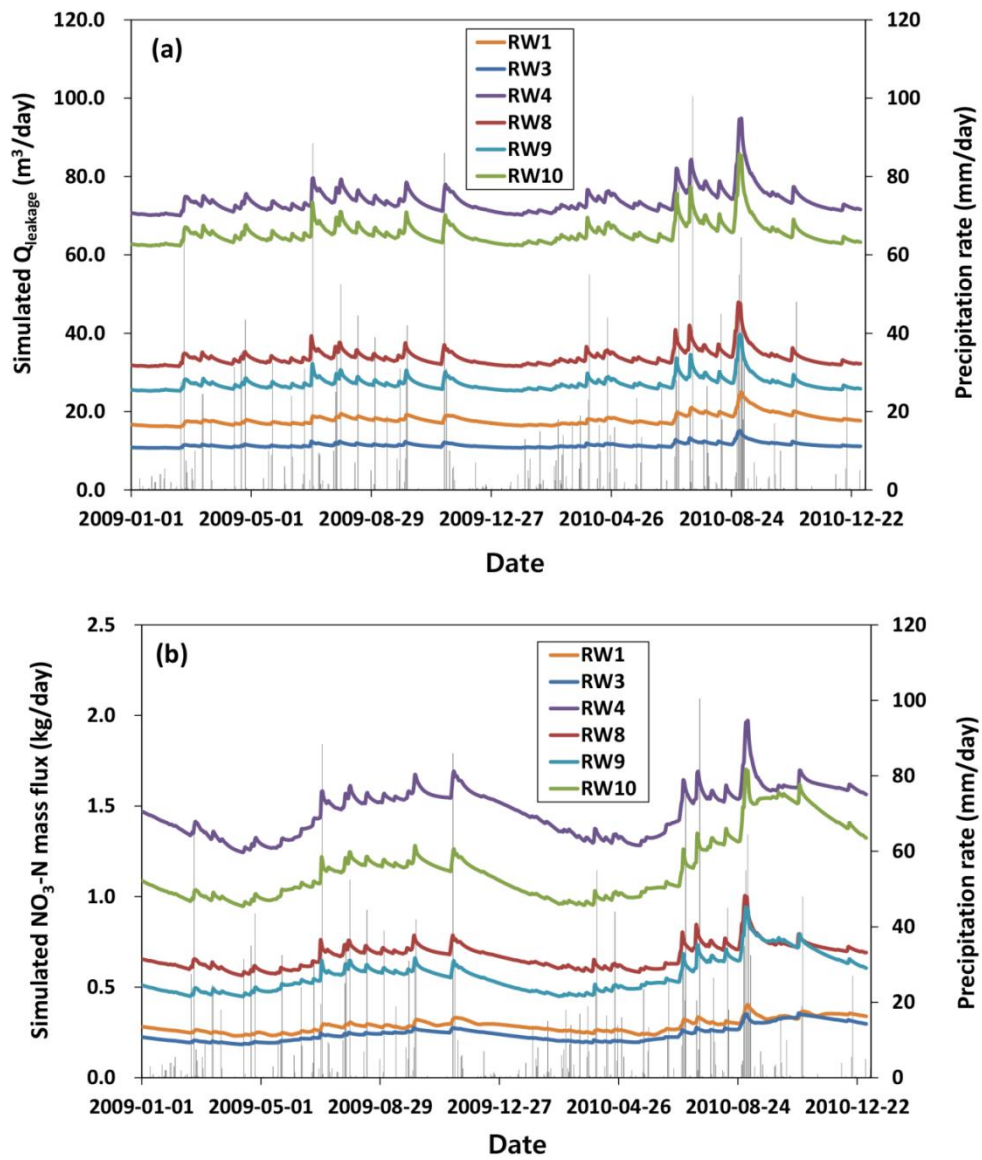 (a)
RW1
RW3
RW4
RW8
RW9
RW10
Simulated Qleakage (m³/day)
120.0
100.0
80.0
60.0
40.0
20.0
0.0
Precipitation rate (mm/day)
120
100
80
60
40
20
0
2009-01-01 2009-05-01 2009-08-29 2009-12-27 2010-04-26 2010-08-24 2010-12-22
Date
(b)
RW1
RW3
RW4
RW8
RW9
RW10
Simulated NO₃-N mass flux (kg/day)
2.5
2.0
1.5
1.0
0.5
0.0
Precipitation rate (mm/day)
120
100
80
60
40
20
0
2009-01-01 2009-05-01 2009-08-29 2009-12-27 2010-04-26 2010-08-24 2010-12-22
Date